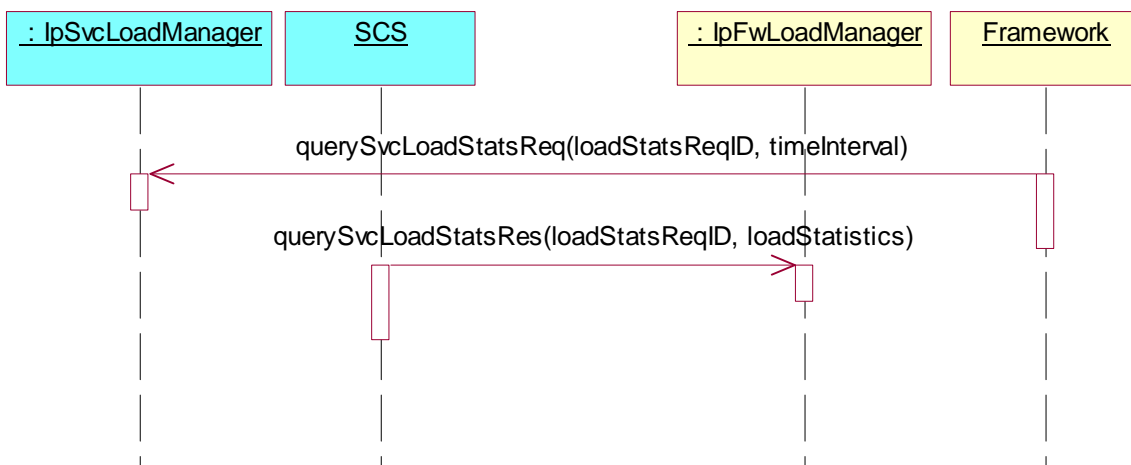 : IpSvcLoadManager
SCS
: IpFwLoadManager
Framework
querySvcLoadStatsReq(loadStatsReqID, timeInterval)
querySvcLoadStatsRes(loadStatsReqID, loadStatistics)